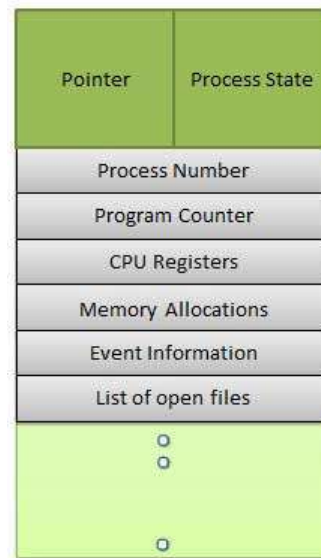 Pointer Process State
Process Number
Program Counter
CPU Registers
Memory Allocations
Event Information
List of open files